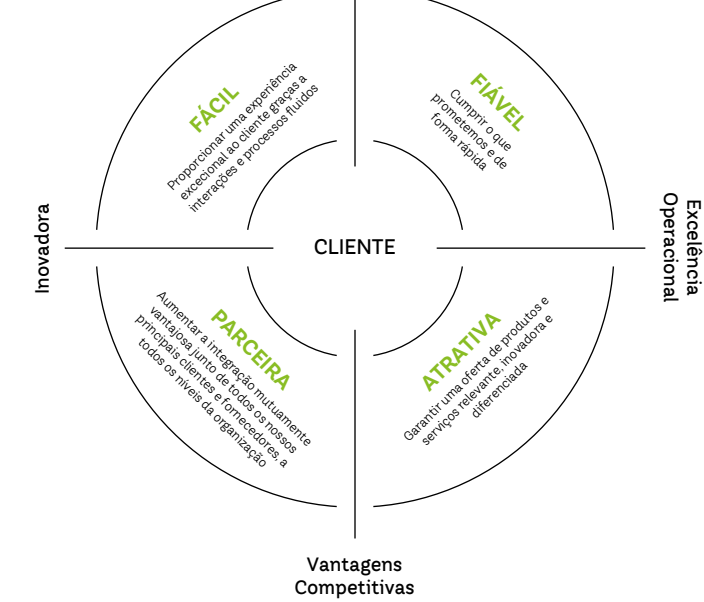 FÁCIL
Proporcionar uma experiência
excecional ao cliente graças a
interações e processos fluidos
FIÁVEL
Cumprir o que
prometemos e de
forma rápida
Inovadora
CLIENTE
Excelência
Operacional
PARCEIRA
Aumentar a integração mutuamente
vantajosa junto de todos os nossos
principais clientes e fornecedores, a
todos os níveis da organização
ATRATIVA
Garantir uma oferta de produtos e
serviços relevante, inovadora e
diferenciada
Vantagens
Competitivas